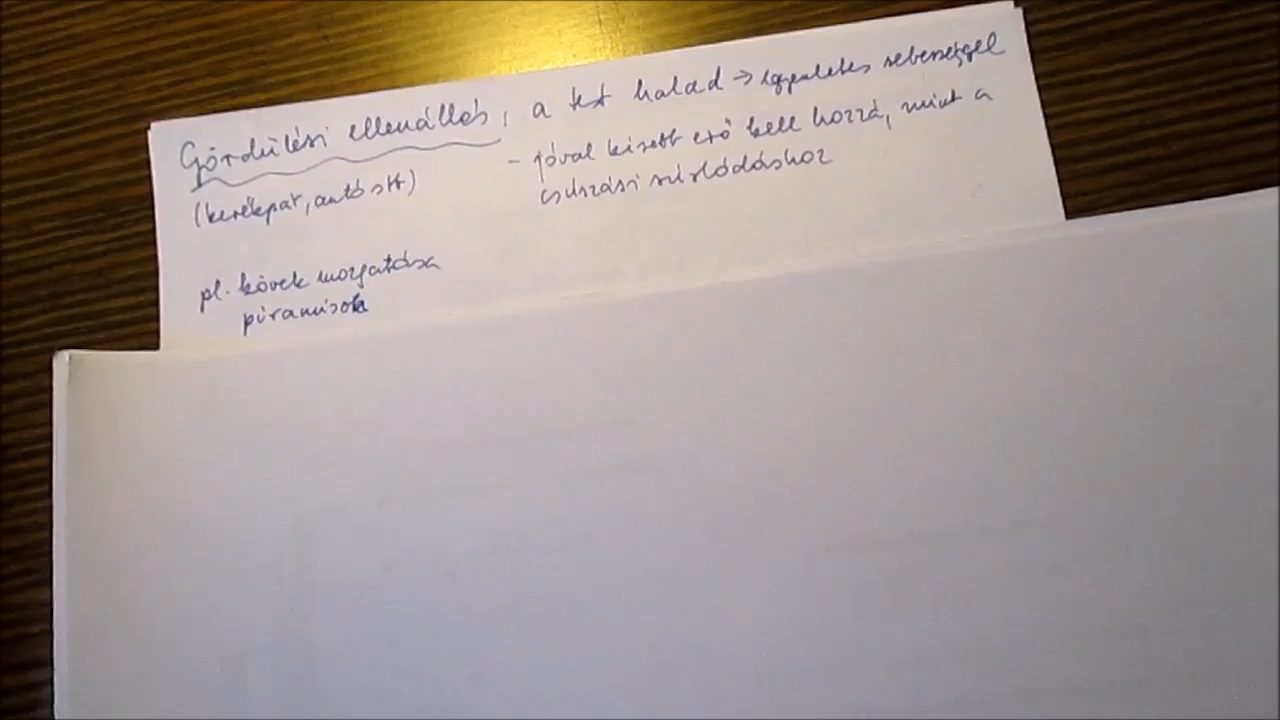 Gördülési ellenállás, a test halad → egyenletes sebességgel
(kerékpár, autó stb) - jóval kisebb erő kell hozzá, mint a
csúszási súrlódáshoz
pl. kövek mozgatása
piramisok